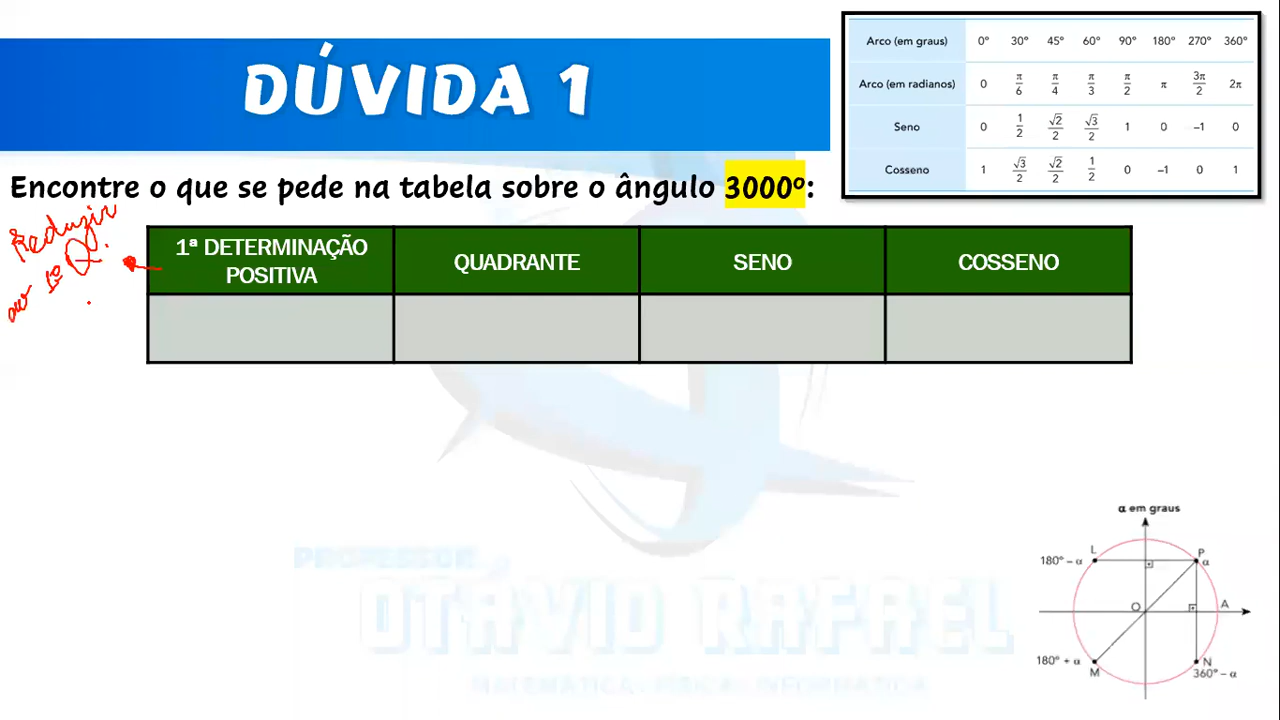 DÚVIDA 1
Arco (em graus) 0° 30° 45° 60° 90° 180° 270° 360°
Arco (em radianos) 0 π/6 π/4 π/3 π/2 π 3π/2 2π
Seno 0 1/2 √2/2 √3/2 1 0 –1 0
Cosseno 1 √3/2 √2/2 1/2 0 –1 0 1
Encontre o que se pede na tabela sobre o ângulo 3000º:
Reduzir
ao 1º Q.
1ª DETERMINAÇÃO
POSITIVA
QUADRANTE
SENO
COSSENO
PROFESSOR
OTÁVIO RAFAEL
MATEMÁTICA - FÍSICA - INFORMÁTICA
α em graus
L
P
180° – α
α
O
A
180° + α
M
N
360° – α